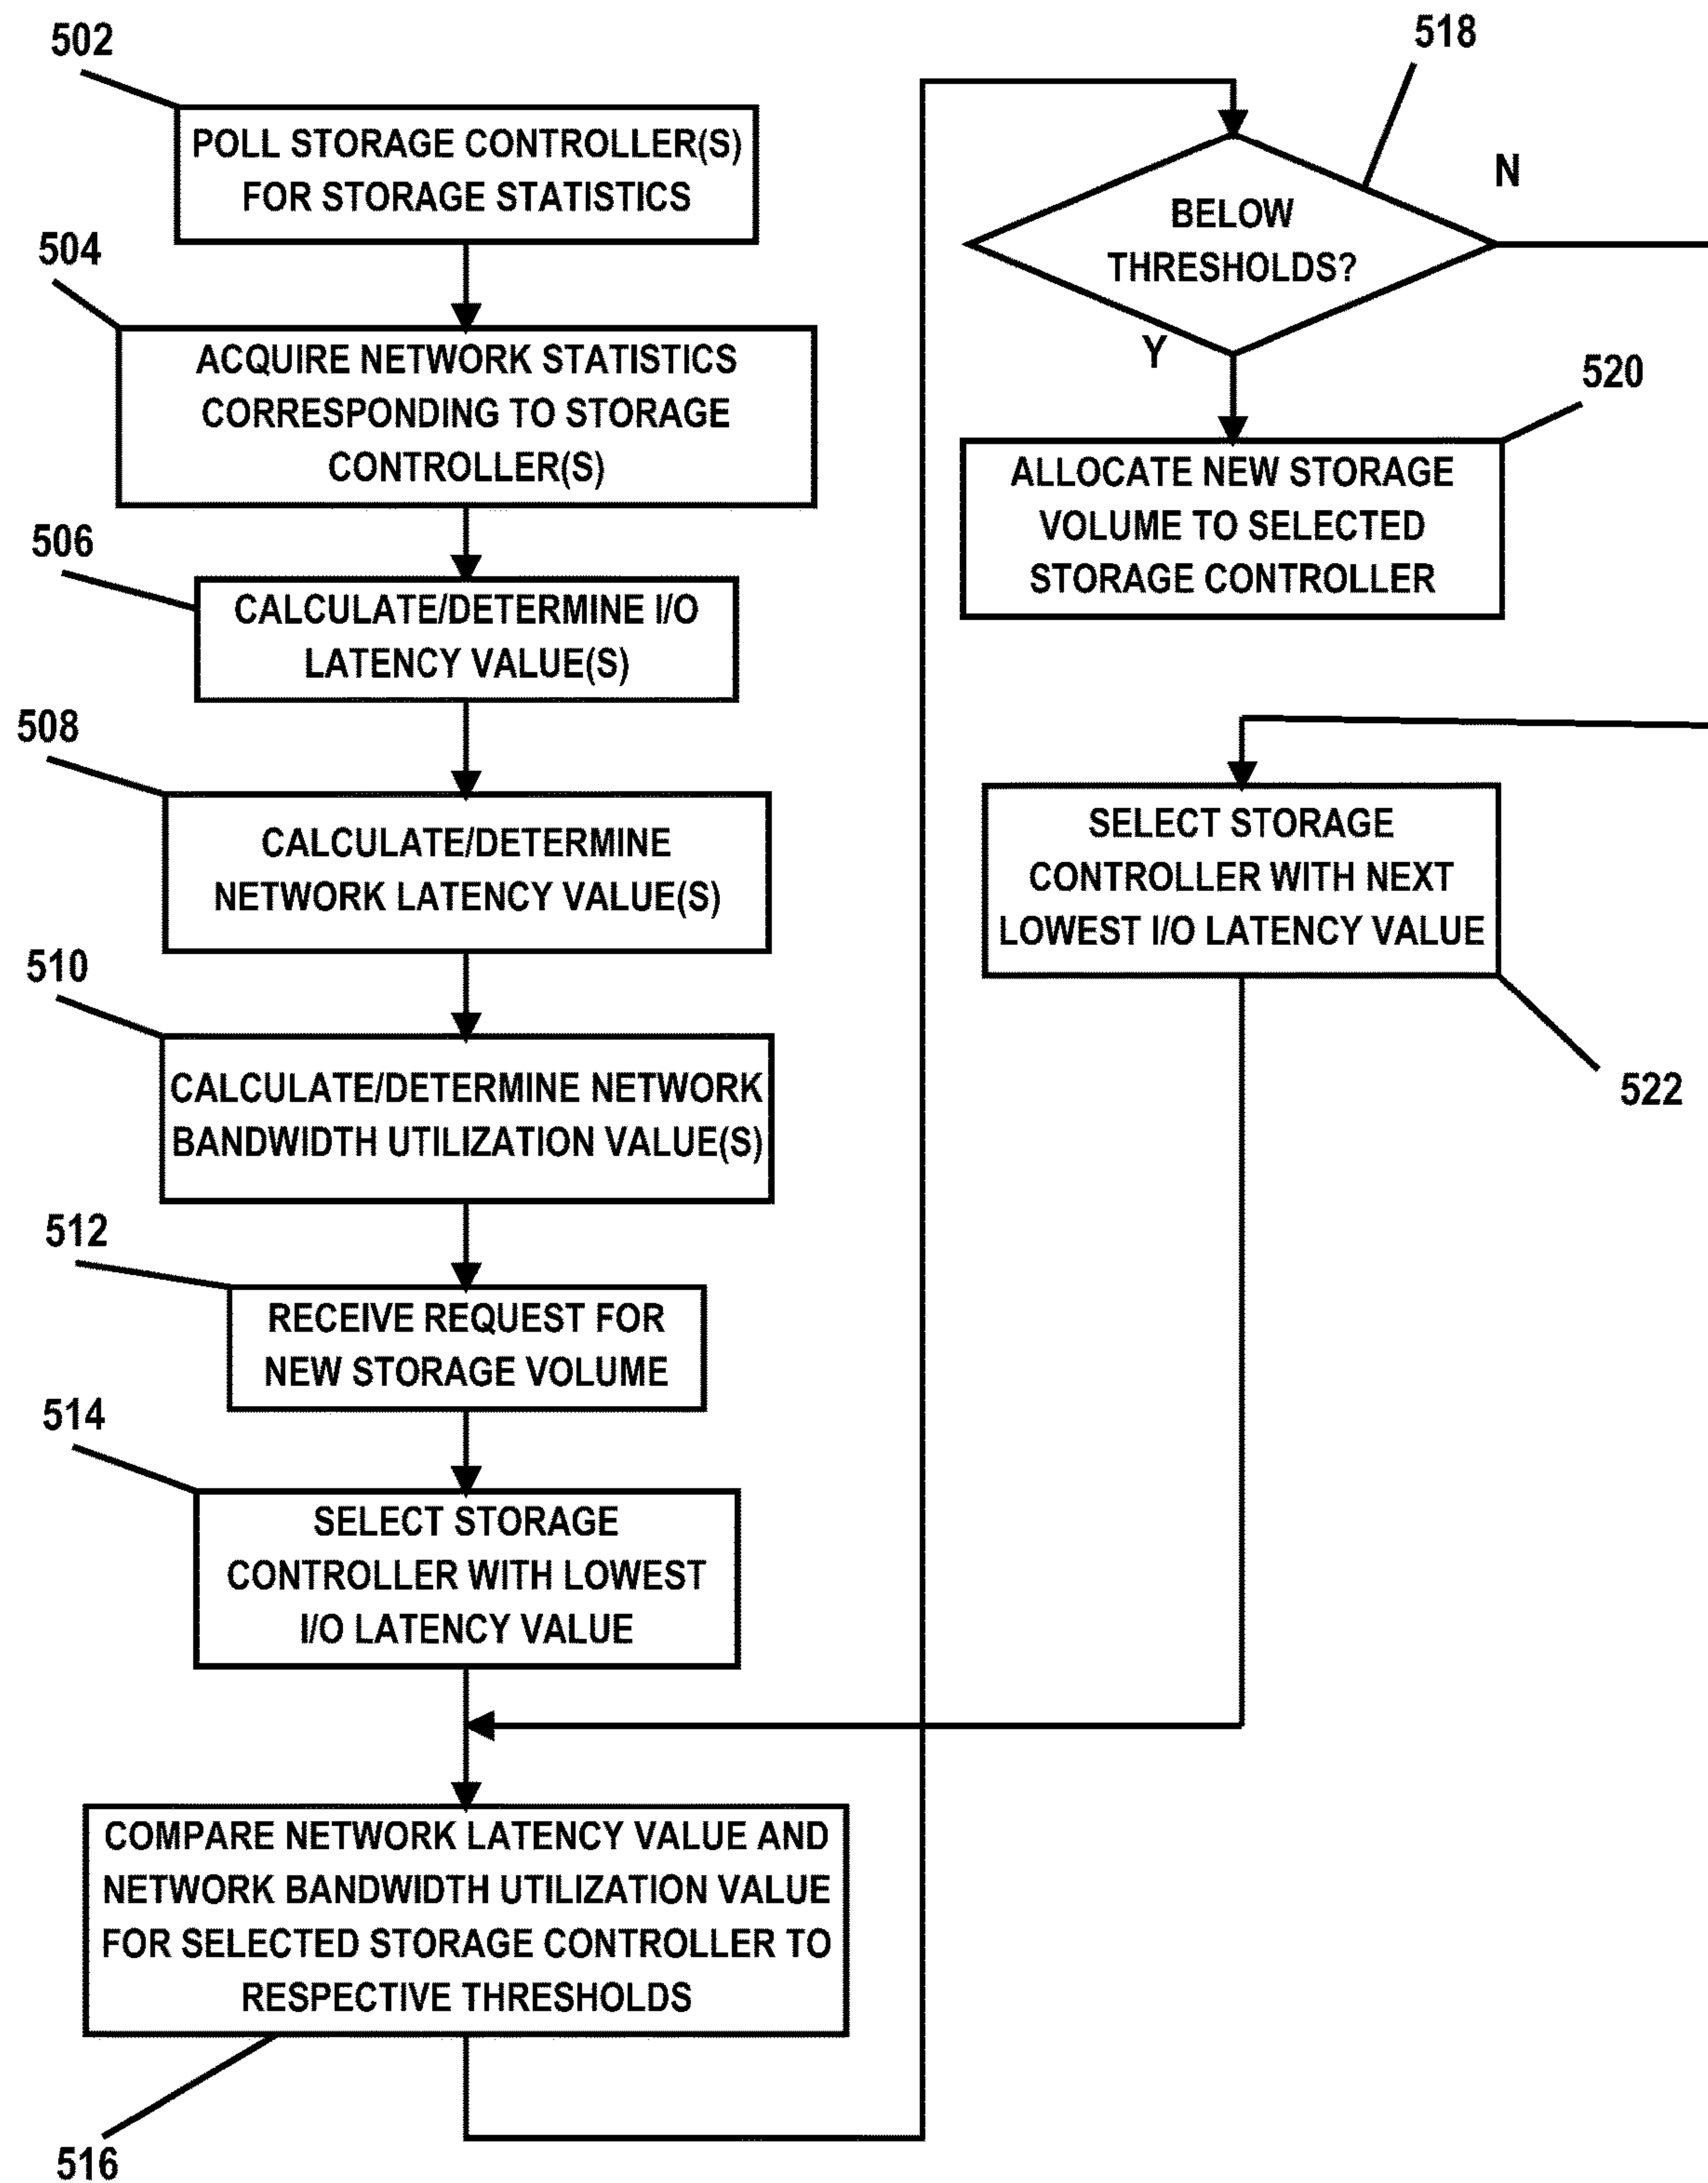 502
POLL STORAGE CONTROLLER(S)
FOR STORAGE STATISTICS
504
ACQUIRE NETWORK STATISTICS
CORRESPONDING TO STORAGE
CONTROLLER(S)
506
CALCULATE/DETERMINE I/O
LATENCY VALUE(S)
508
CALCULATE/DETERMINE
NETWORK LATENCY VALUE(S)
510
CALCULATE/DETERMINE NETWORK
BANDWIDTH UTILIZATION VALUE(S)
512
RECEIVE REQUEST FOR
NEW STORAGE VOLUME
514
SELECT STORAGE
CONTROLLER WITH LOWEST
I/O LATENCY VALUE
COMPARE NETWORK LATENCY VALUE AND
NETWORK BANDWIDTH UTILIZATION VALUE
FOR SELECTED STORAGE CONTROLLER TO
RESPECTIVE THRESHOLDS
516
518
N
BELOW
THRESHOLDS?
Y
520
ALLOCATE NEW STORAGE
VOLUME TO SELECTED
STORAGE CONTROLLER
SELECT STORAGE
CONTROLLER WITH NEXT
LOWEST I/O LATENCY VALUE
522